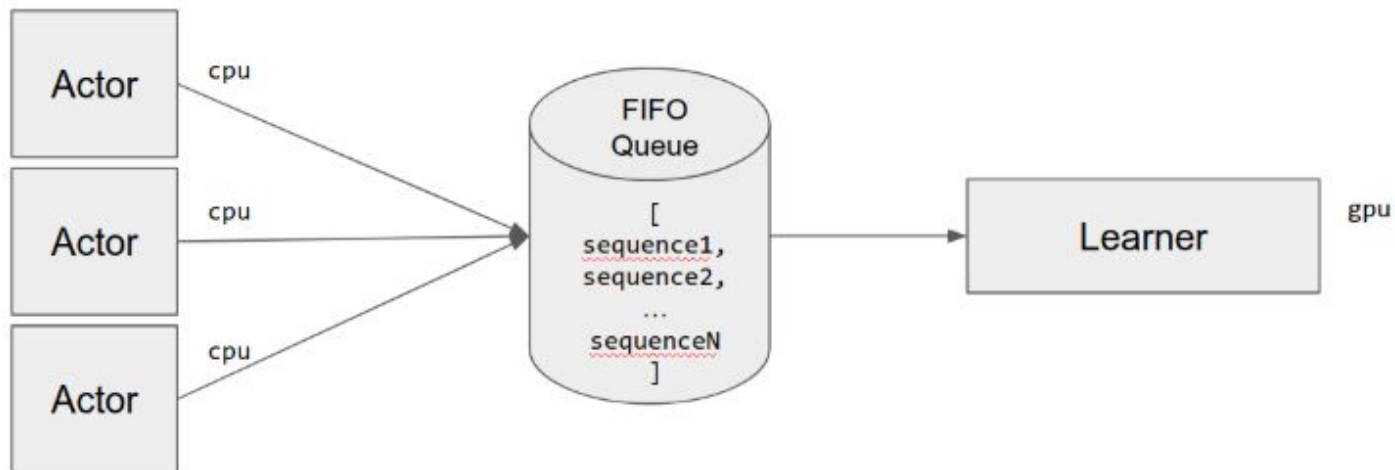 Actor
cpu
Actor
cpu
Actor
cpu
FIFO
Queue
[
sequence1,
sequence2,
...
sequenceN
]
Learner
gpu